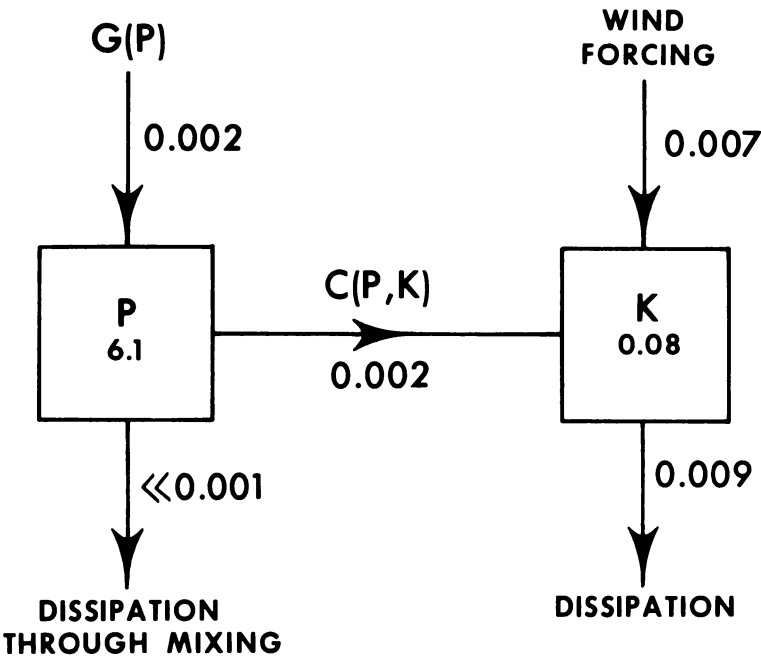 G(P)
WIND
FORCING
0.002
0.007
P
6.1
C(P,K)
0.002
K
0.08
≪0.001
0.009
DISSIPATION
THROUGH MIXING
DISSIPATION